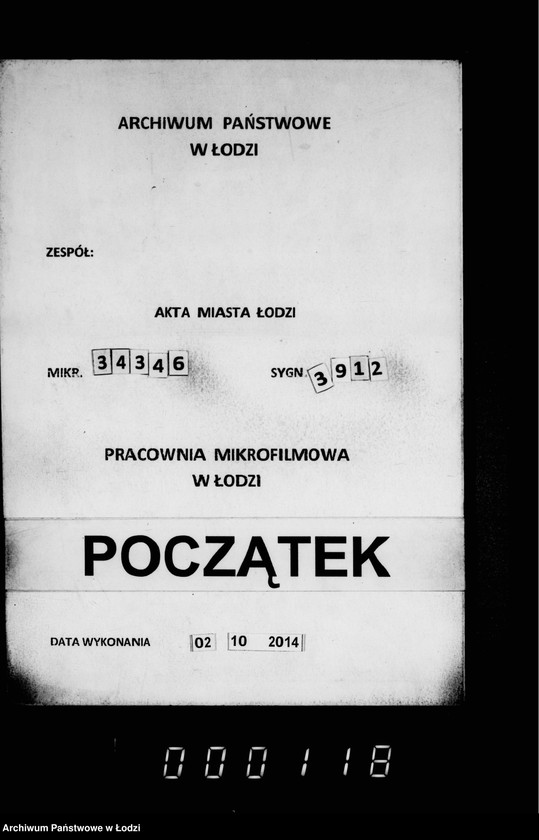 ARCHIWUM PAŃSTWOWE
W ŁODZI
ZESPÓŁ:
AKTA MIASTA ŁODZI
MIKR. 34346 SYGN. 3912
PRACOWNIA MIKROFILMOWA
W ŁODZI
POCZĄTEK
DATA WYKONANIA 02 10 2014
000118
Archiwum Państwowe w Łodzi